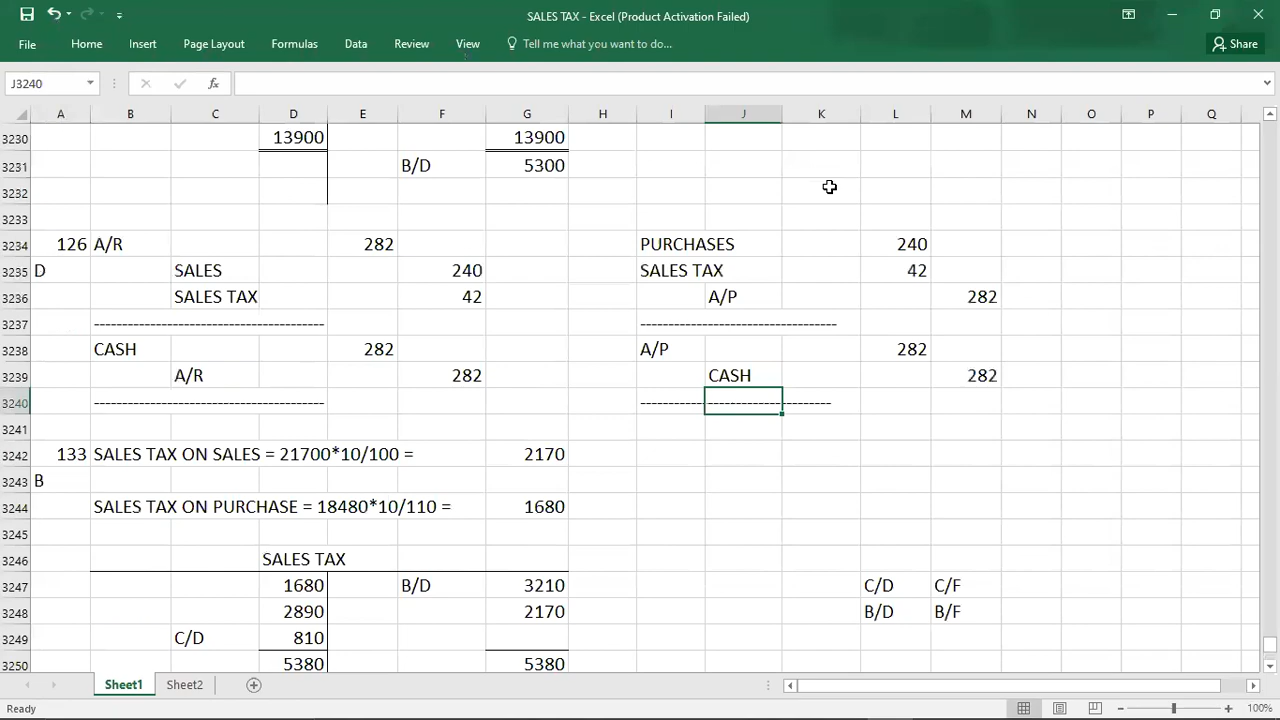 SALES TAX - Excel (Product Activation Failed)
File Home Insert Page Layout Formulas Data Review View Tell me what you want to do... Share
J3240 fx
A B C D E F G H I J K L M N O P Q
3230 13900 13900
3231 B/D 5300
3232
3233
3234 126 A/R 282 PURCHASES 240
3235 D SALES 240 SALES TAX 42
3236 SALES TAX 42 A/P 282
3237 ----------------------------------------- -----------------------------------
3238 CASH 282 A/P 282
3239 A/R 282 CASH 282
3240 ----------------------------------------- ----------------------------------
3241
3242 133 SALES TAX ON SALES = 21700*10/100 = 2170
3243 B
3244 SALES TAX ON PURCHASE = 18480*10/110 = 1680
3245
3246 SALES TAX
3247 1680 B/D 3210 C/D C/F
3248 2890 2170 B/D B/F
3249 C/D 810
3250 5380 5380
Sheet1 Sheet2
Ready 100%